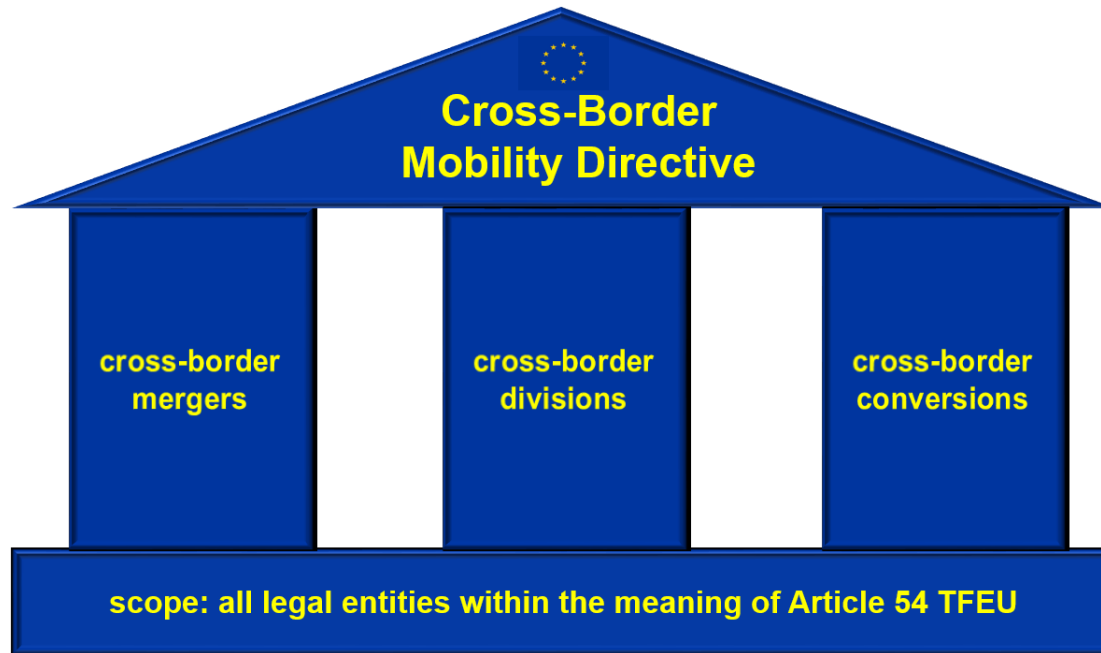 Cross-Border
Mobility Directive
cross-border
mergers
cross-border
divisions
cross-border
conversions
scope: all legal entities within the meaning of Article 54 TFEU